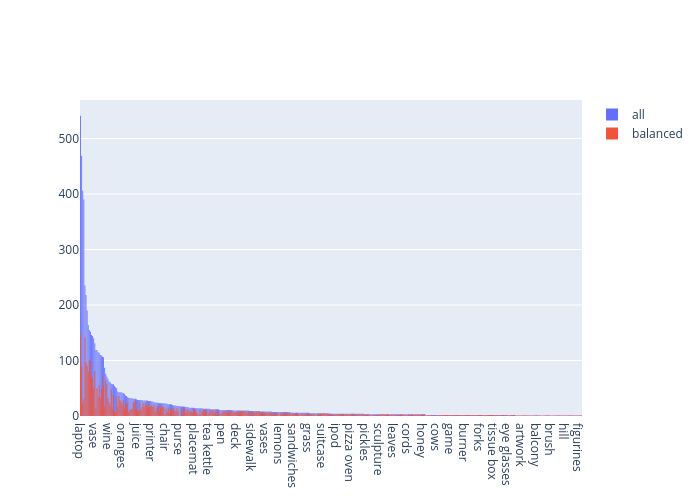 all
balanced
500
400
300
200
100
0
laptop
vase
wine
oranges
juice
printer
chair
purse
placemat
tea kettle
pen
deck
sidewalk
vases
lemons
sandwiches
grass
suitcase
ipod
pizza oven
pickles
sculpture
leaves
cords
honey
cows
game
burner
forks
tissue box
eye glasses
artwork
balcony
brush
hill
figurines